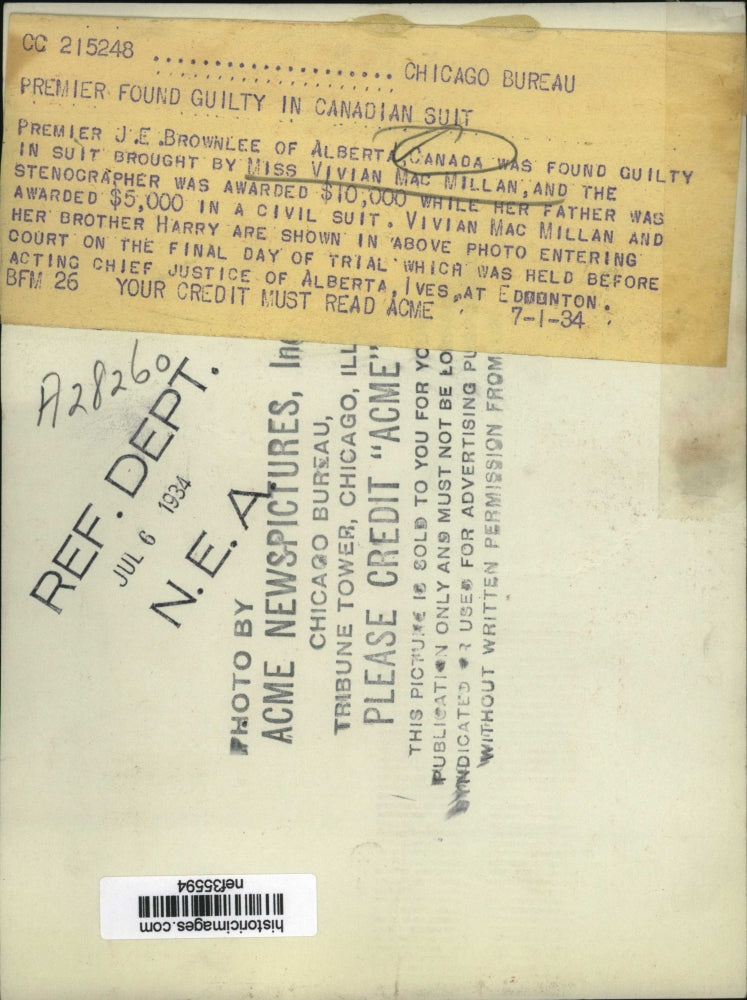 CC 215248 .......................... CHICAGO BUREAU
PREMIER FOUND GUILTY IN CANADIAN SUIT
PREMIER J.E.BROWNLEE OF ALBERTA,CANADA WAS FOUND GUILTY
IN SUIT BROUGHT BY MISS VIVIAN MAC MILLAN, AND THE
STENOGRAPHER WAS AWARDED $10,000 WHILE HER FATHER WAS
AWARDED $5,000 IN A CIVIL SUIT. VIVIAN MAC MILLAN AND
HER BROTHER HARRY ARE SHOWN IN ABOVE PHOTO ENTERING
COURT ON THE FINAL DAY OF TRIAL WHICH WAS HELD BEFORE
ACTING CHIEF JUSTICE OF ALBERTA, IVES, AT EDMONTON.
BFM 26 YOUR CREDIT MUST READ ACME 7-1-34
A28260
REF. DEPT.
JUL 6 1934
N. E. A.
PHOTO BY
ACME NEWSPICTURES, Inc
CHICAGO BUREAU,
TRIBUNE TOWER, CHICAGO, ILL
PLEASE CREDIT "ACME"
THIS PICTURE IS SOLD TO YOU FOR YO
PUBLICATION ONLY AND MUST NOT BE LO
SYNDICATED OR USED FOR ADVERTISING PU
WITHOUT WRITTEN PERMISSION FROM
historicimages.com
nef35594